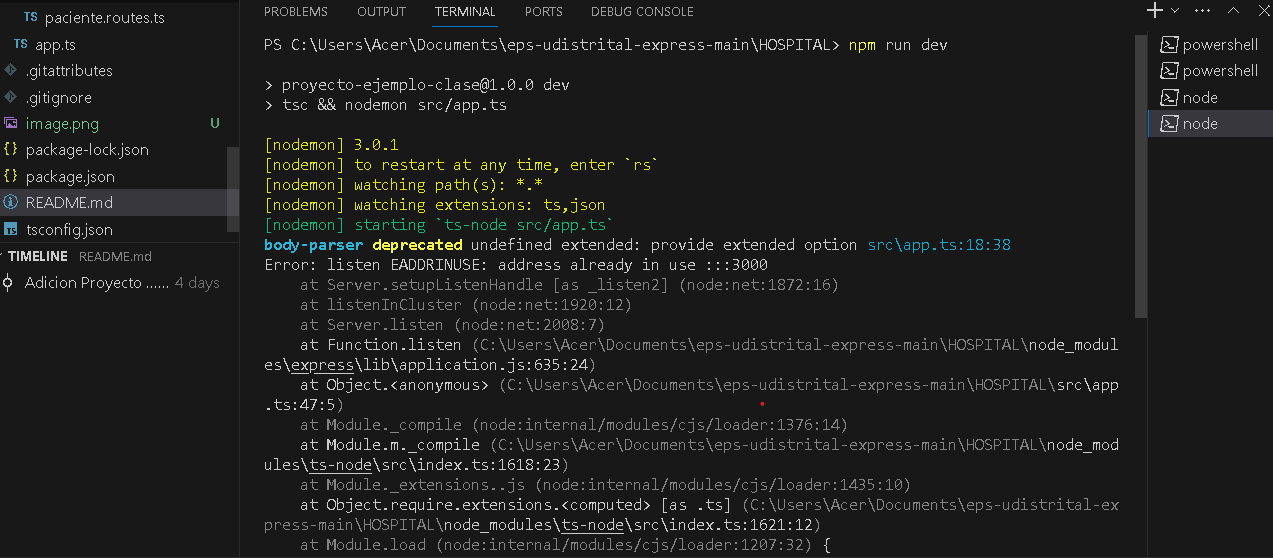 paciente.routes.ts
TS app.ts
.gitattributes
.gitignore
image.png U
{} package-lock.json
{} package.json
README.md
TS tsconfig.json
TIMELINE README.md
Adicion Proyecto ...... 4 days
PROBLEMS OUTPUT TERMINAL PORTS DEBUG CONSOLE
PS C:\Users\Acer\Documents\eps-udistrital-express-main\HOSPITAL> npm run dev
> proyecto-ejemplo-clase@1.0.0 dev
> tsc && nodemon src/app.ts
[nodemon] 3.0.1
[nodemon] to restart at any time, enter `rs`
[nodemon] watching path(s): *.*
[nodemon] watching extensions: ts,json
[nodemon] starting `ts-node src/app.ts`
body-parser deprecated undefined extended: provide extended option src\app.ts:18:38
Error: listen EADDRINUSE: address already in use :::3000
at Server.setupListenHandle [as _listen2] (node:net:1872:16)
at listenInCluster (node:net:1920:12)
at Server.listen (node:net:2008:7)
at Function.listen (C:\Users\Acer\Documents\eps-udistrital-express-main\HOSPITAL\node_modul
es\express\lib\application.js:635:24)
at Object.<anonymous> (C:\Users\Acer\Documents\eps-udistrital-express-main\HOSPITAL\src\app
.ts:47:5)
at Module._compile (node:internal/modules/cjs/loader:1376:14)
at Module.m._compile (C:\Users\Acer\Documents\eps-udistrital-express-main\HOSPITAL\node_mod
ules\ts-node\src\index.ts:1618:23)
at Module._extensions..js (node:internal/modules/cjs/loader:1435:10)
at Object.require.extensions.<computed> [as .ts] (C:\Users\Acer\Documents\eps-udistrital-ex
press-main\HOSPITAL\node_modules\ts-node\src\index.ts:1621:12)
at Module.load (node:internal/modules/cjs/loader:1207:32) {
powershell
powershell
node
node